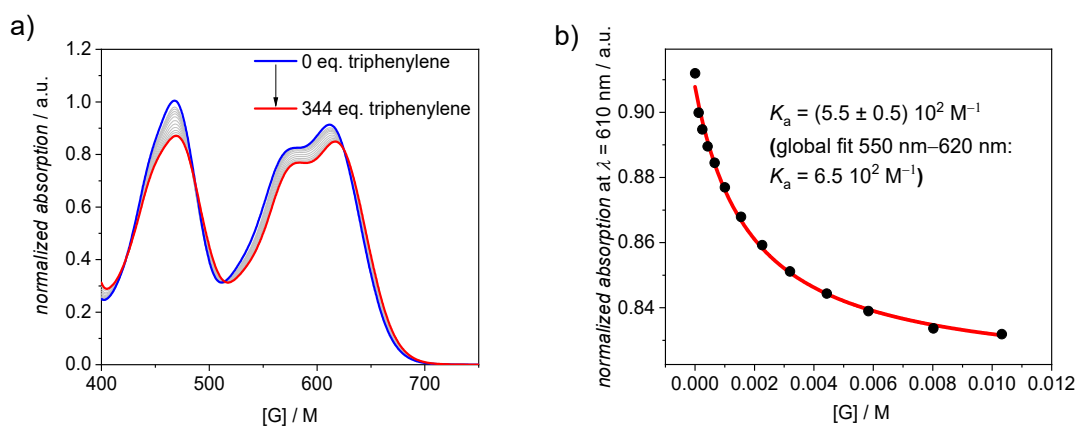 a)
normalized absorption / a.u.
1.2
1.0
0.8
0.6
0.4
0.2
0.0
0 eq. triphenylene
344 eq. triphenylene
400
500
600
700
[G] / M
b)
normalized absorption at λ = 610 nm / a.u.
0.90
0.88
0.86
0.84
Kₐ = (5.5 ± 0.5) 10² M⁻¹
(global fit 550 nm–620 nm:
Kₐ = 6.5 10² M⁻¹)
0.000
0.002
0.004
0.006
0.008
0.010
0.012
[G] / M